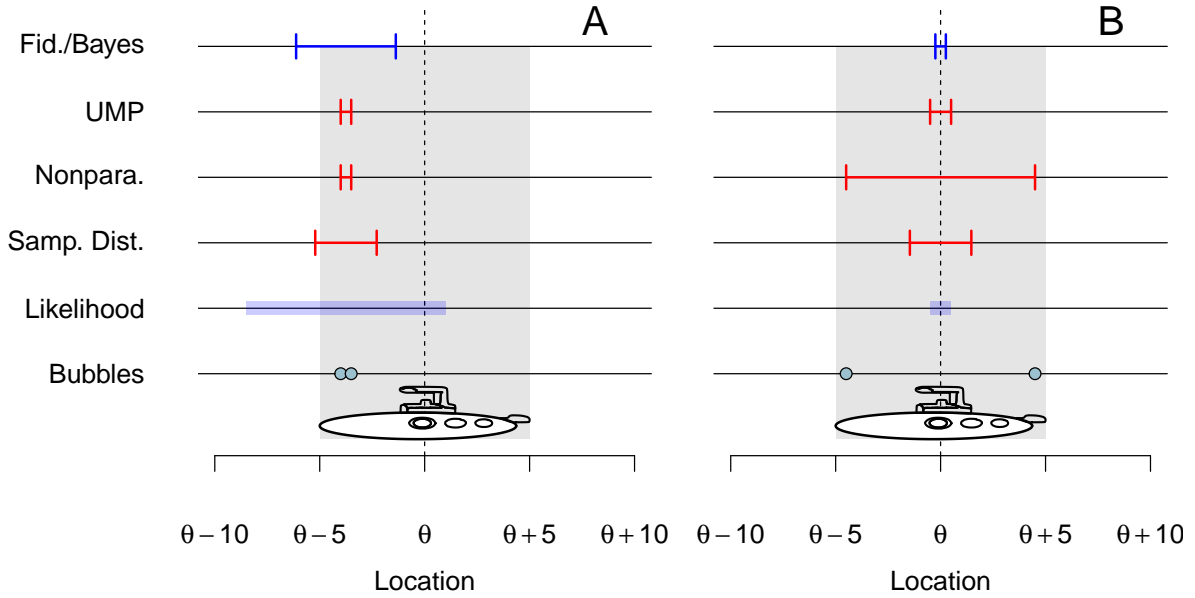 A
B
Fid./Bayes
UMP
Nonpara.
Samp. Dist.
Likelihood
Bubbles
θ − 10 θ − 5 θ θ + 5 θ + 10
θ − 10 θ − 5 θ θ + 5 θ + 10
Location
Location